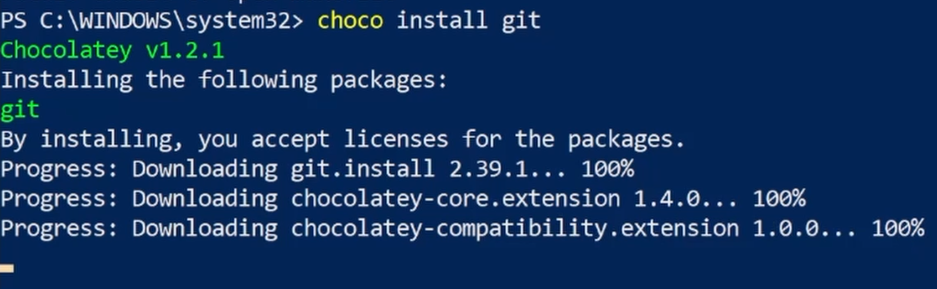 PS C:\WINDOWS\system32> choco install git
Chocolatey v1.2.1
Installing the following packages:
git
By installing, you accept licenses for the packages.
Progress: Downloading git.install 2.39.1... 100%
Progress: Downloading chocolatey-core.extension 1.4.0... 100%
Progress: Downloading chocolatey-compatibility.extension 1.0.0... 100%